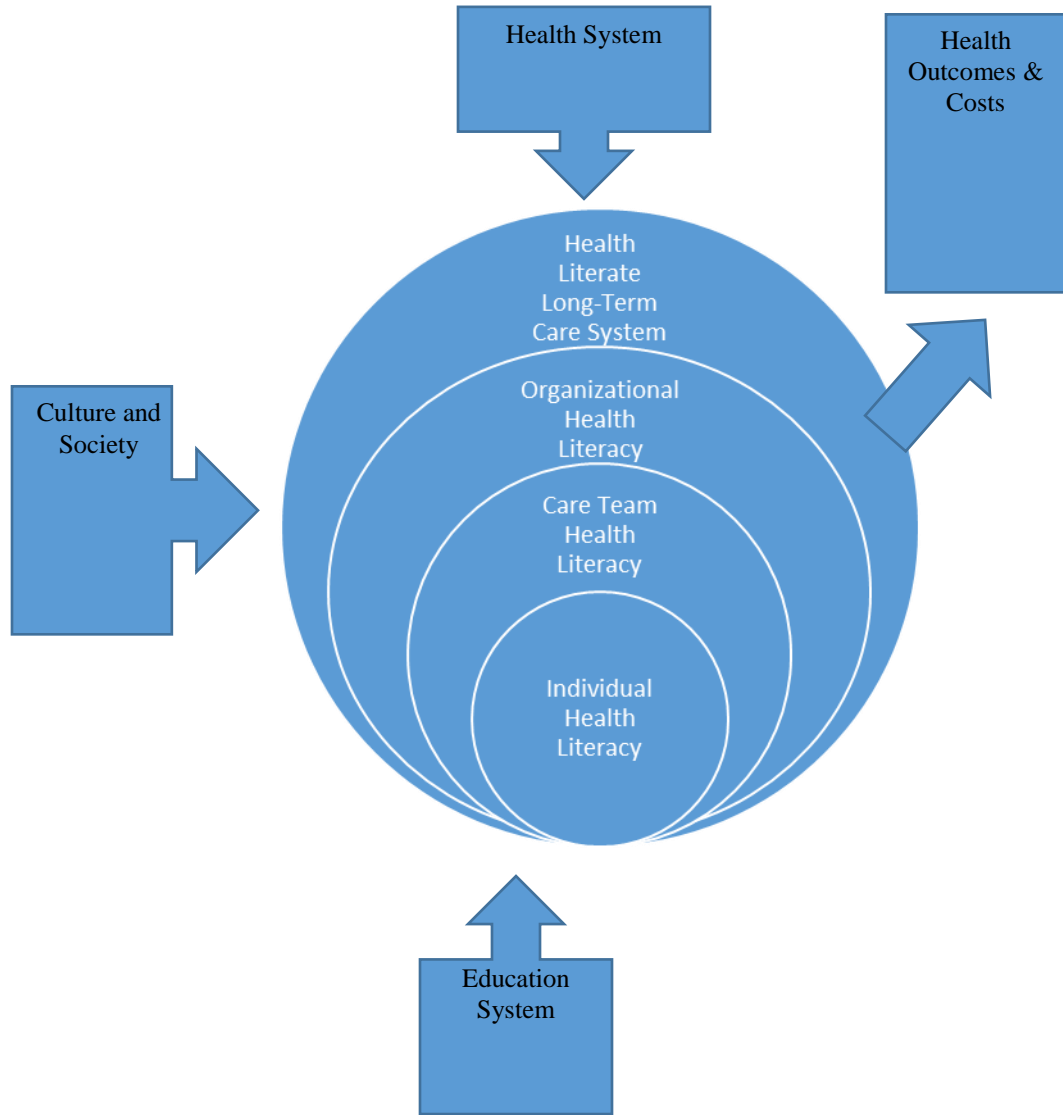 Health System
Health
Outcomes &
Costs
Health
Literate
Long-Term
Care System
Organizational
Health
Literacy
Culture and
Society
Care Team
Health
Literacy
Individual
Health
Literacy
Education
System